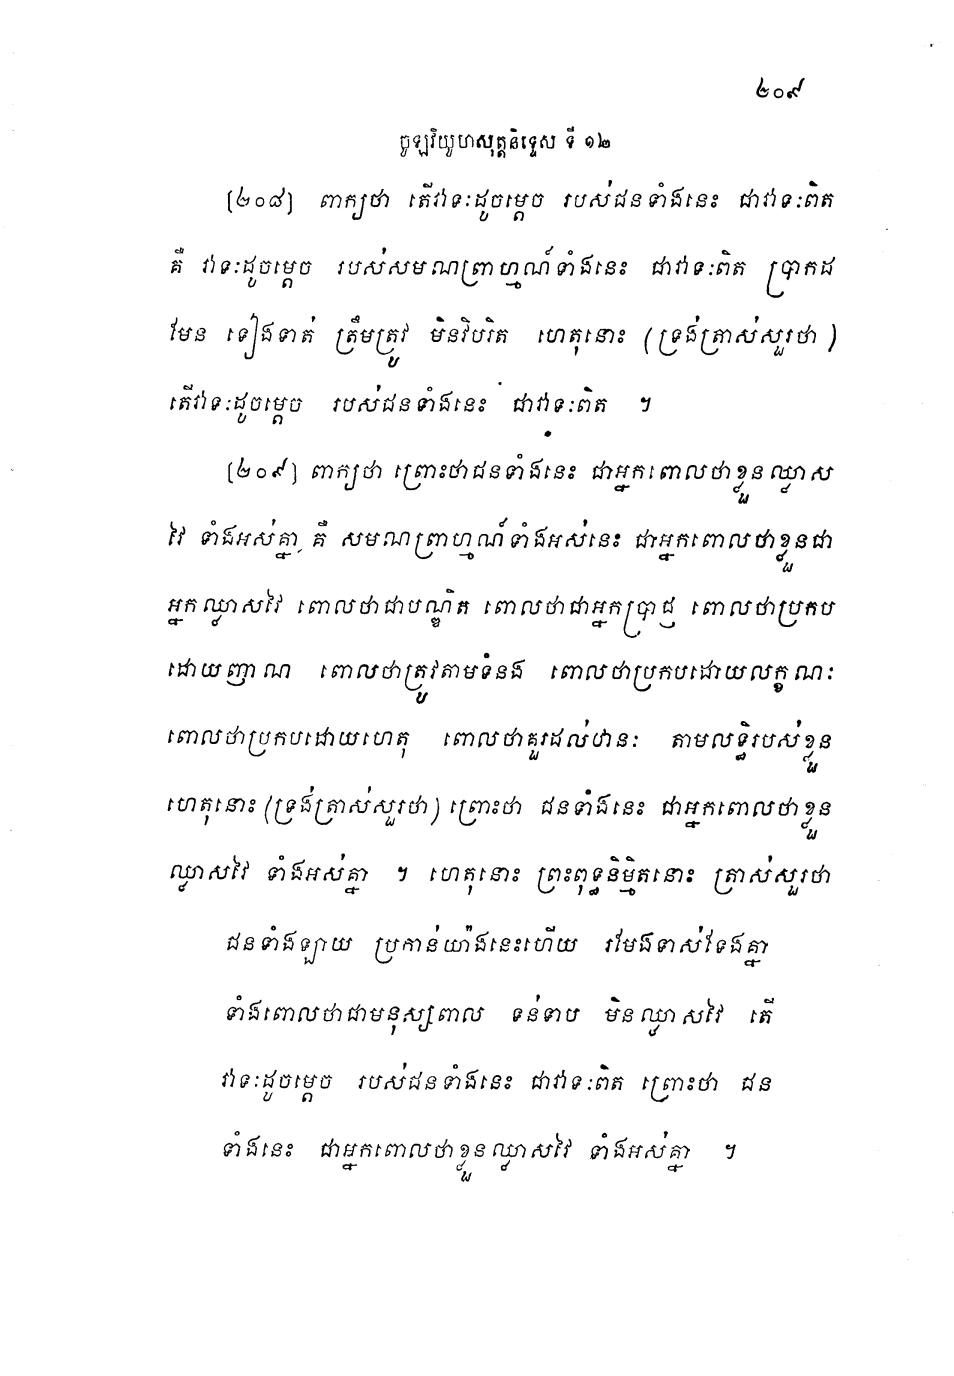 ២០៩
ចូឡវិយូហសុត្តនិទ្ទេស ទី ១២
[២០៨] ពាក្យថា តើវាទៈដូចម្តេច របស់ជនទាំងនេះ ជាវាទៈពិត
គឺ វាទៈដូចម្តេច របស់សមណព្រាហ្មណ៍ទាំងនេះ ជាវាទៈពិត ប្រាកដ
មែន ទៀងទាត់ ត្រឹមត្រូវ មិនវិបរិត ហេតុនោះ (ទ្រង់ត្រាស់សួរថា)
តើវាទៈដូចម្តេច របស់ជនទាំងនេះ ជាវាទៈពិត ។
[២០៩] ពាក្យថា ព្រោះថាជនទាំងនេះ ជាអ្នកពោលថាខ្លួនឈ្លាស
វៃ ទាំងអស់គ្នា គឺ សមណព្រាហ្មណ៍ទាំងអស់នេះ ជាអ្នកពោលថាខ្លួនជា
អ្នកឈ្លាសវៃ ពោលថាជាបណ្ឌិត ពោលថាជាអ្នកប្រាជ្ញ ពោលថាប្រកប
ដោយញាណ ពោលថាត្រូវតាមទំនង ពោលថាប្រកបដោយលក្ខណៈ
ពោលថាប្រកបដោយហេតុ ពោលថាគួរដល់ឋានៈ តាមលទ្ធិរបស់ខ្លួន
ហេតុនោះ (ទ្រង់ត្រាស់សួរថា) ព្រោះថា ជនទាំងនេះ ជាអ្នកពោលថាខ្លួន
ឈ្លាសវៃ ទាំងអស់គ្នា ។ ហេតុនោះ ព្រះពុទ្ធនិម្មិតនោះ ត្រាស់សួរថា
ជនទាំងឡាយ ប្រកាន់យ៉ាងនេះហើយ រមែងទាស់ទែងគ្នា
ទាំងពោលថាជាមនុស្សពាល ទន់ទាប មិនឈ្លាសវៃ តើ
វាទៈដូចម្តេច របស់ជនទាំងនេះ ជាវាទៈពិត ព្រោះថា ជន
ទាំងនេះ ជាអ្នកពោលថាខ្លួនឈ្លាសវៃ ទាំងអស់គ្នា ។